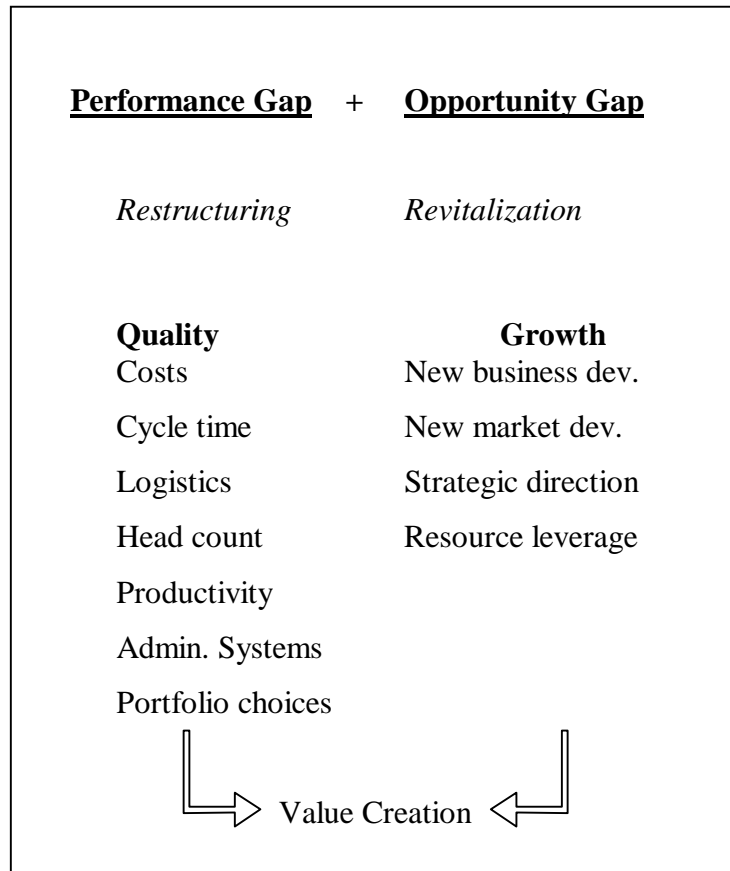 Performance Gap + Opportunity Gap
Restructuring Revitalization
Quality Growth
Costs New business dev.
Cycle time New market dev.
Logistics Strategic direction
Head count Resource leverage
Productivity
Admin. Systems
Portfolio choices
Value Creation